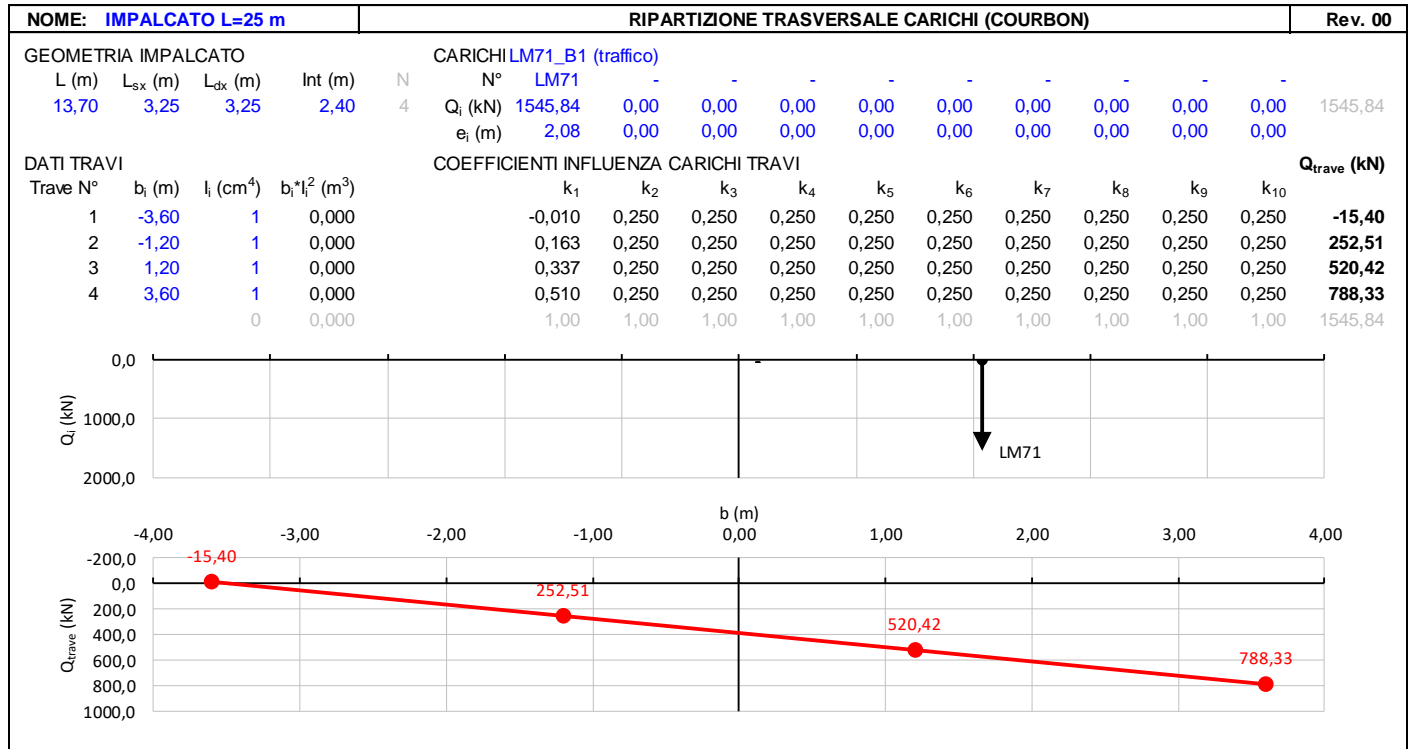 NOME: IMPALCATO L=25 m RIPARTIZIONE TRASVERSALE CARICHI (COURBON) Rev. 00
GEOMETRIA IMPALCATO CARICHI LM71_B1 (traffico)
L (m) Lsx (m) Ldx (m) Int (m) N N° LM71 - - - - - - - - -
13,70 3,25 3,25 2,40 4 Qi (kN) 1545,84 0,00 0,00 0,00 0,00 0,00 0,00 0,00 0,00 0,00 1545,84
ei (m) 2,08 0,00 0,00 0,00 0,00 0,00 0,00 0,00 0,00 0,00
DATI TRAVI COEFFICIENTI INFLUENZA CARICHI TRAVI Qtrave (kN)
Trave N° bi (m) Ii (cm⁴) bi*Ii² (m³) k1 k2 k3 k4 k5 k6 k7 k8 k9 k10
1 -3,60 1 0,000 -0,010 0,250 0,250 0,250 0,250 0,250 0,250 0,250 0,250 0,250 -15,40
2 -1,20 1 0,000 0,163 0,250 0,250 0,250 0,250 0,250 0,250 0,250 0,250 0,250 252,51
3 1,20 1 0,000 0,337 0,250 0,250 0,250 0,250 0,250 0,250 0,250 0,250 0,250 520,42
4 3,60 1 0,000 0,510 0,250 0,250 0,250 0,250 0,250 0,250 0,250 0,250 0,250 788,33
0 0,000 1,00 1,00 1,00 1,00 1,00 1,00 1,00 1,00 1,00 1,00 1545,84
0,0
Qi (kN)
1000,0
LM71
2000,0
b (m)
-4,00 -3,00 -2,00 -1,00 0,00 1,00 2,00 3,00 4,00
-200,0
-15,40
0,0
252,51
200,0
Qtrave (kN)
400,0
520,42
600,0
788,33
800,0
1000,0